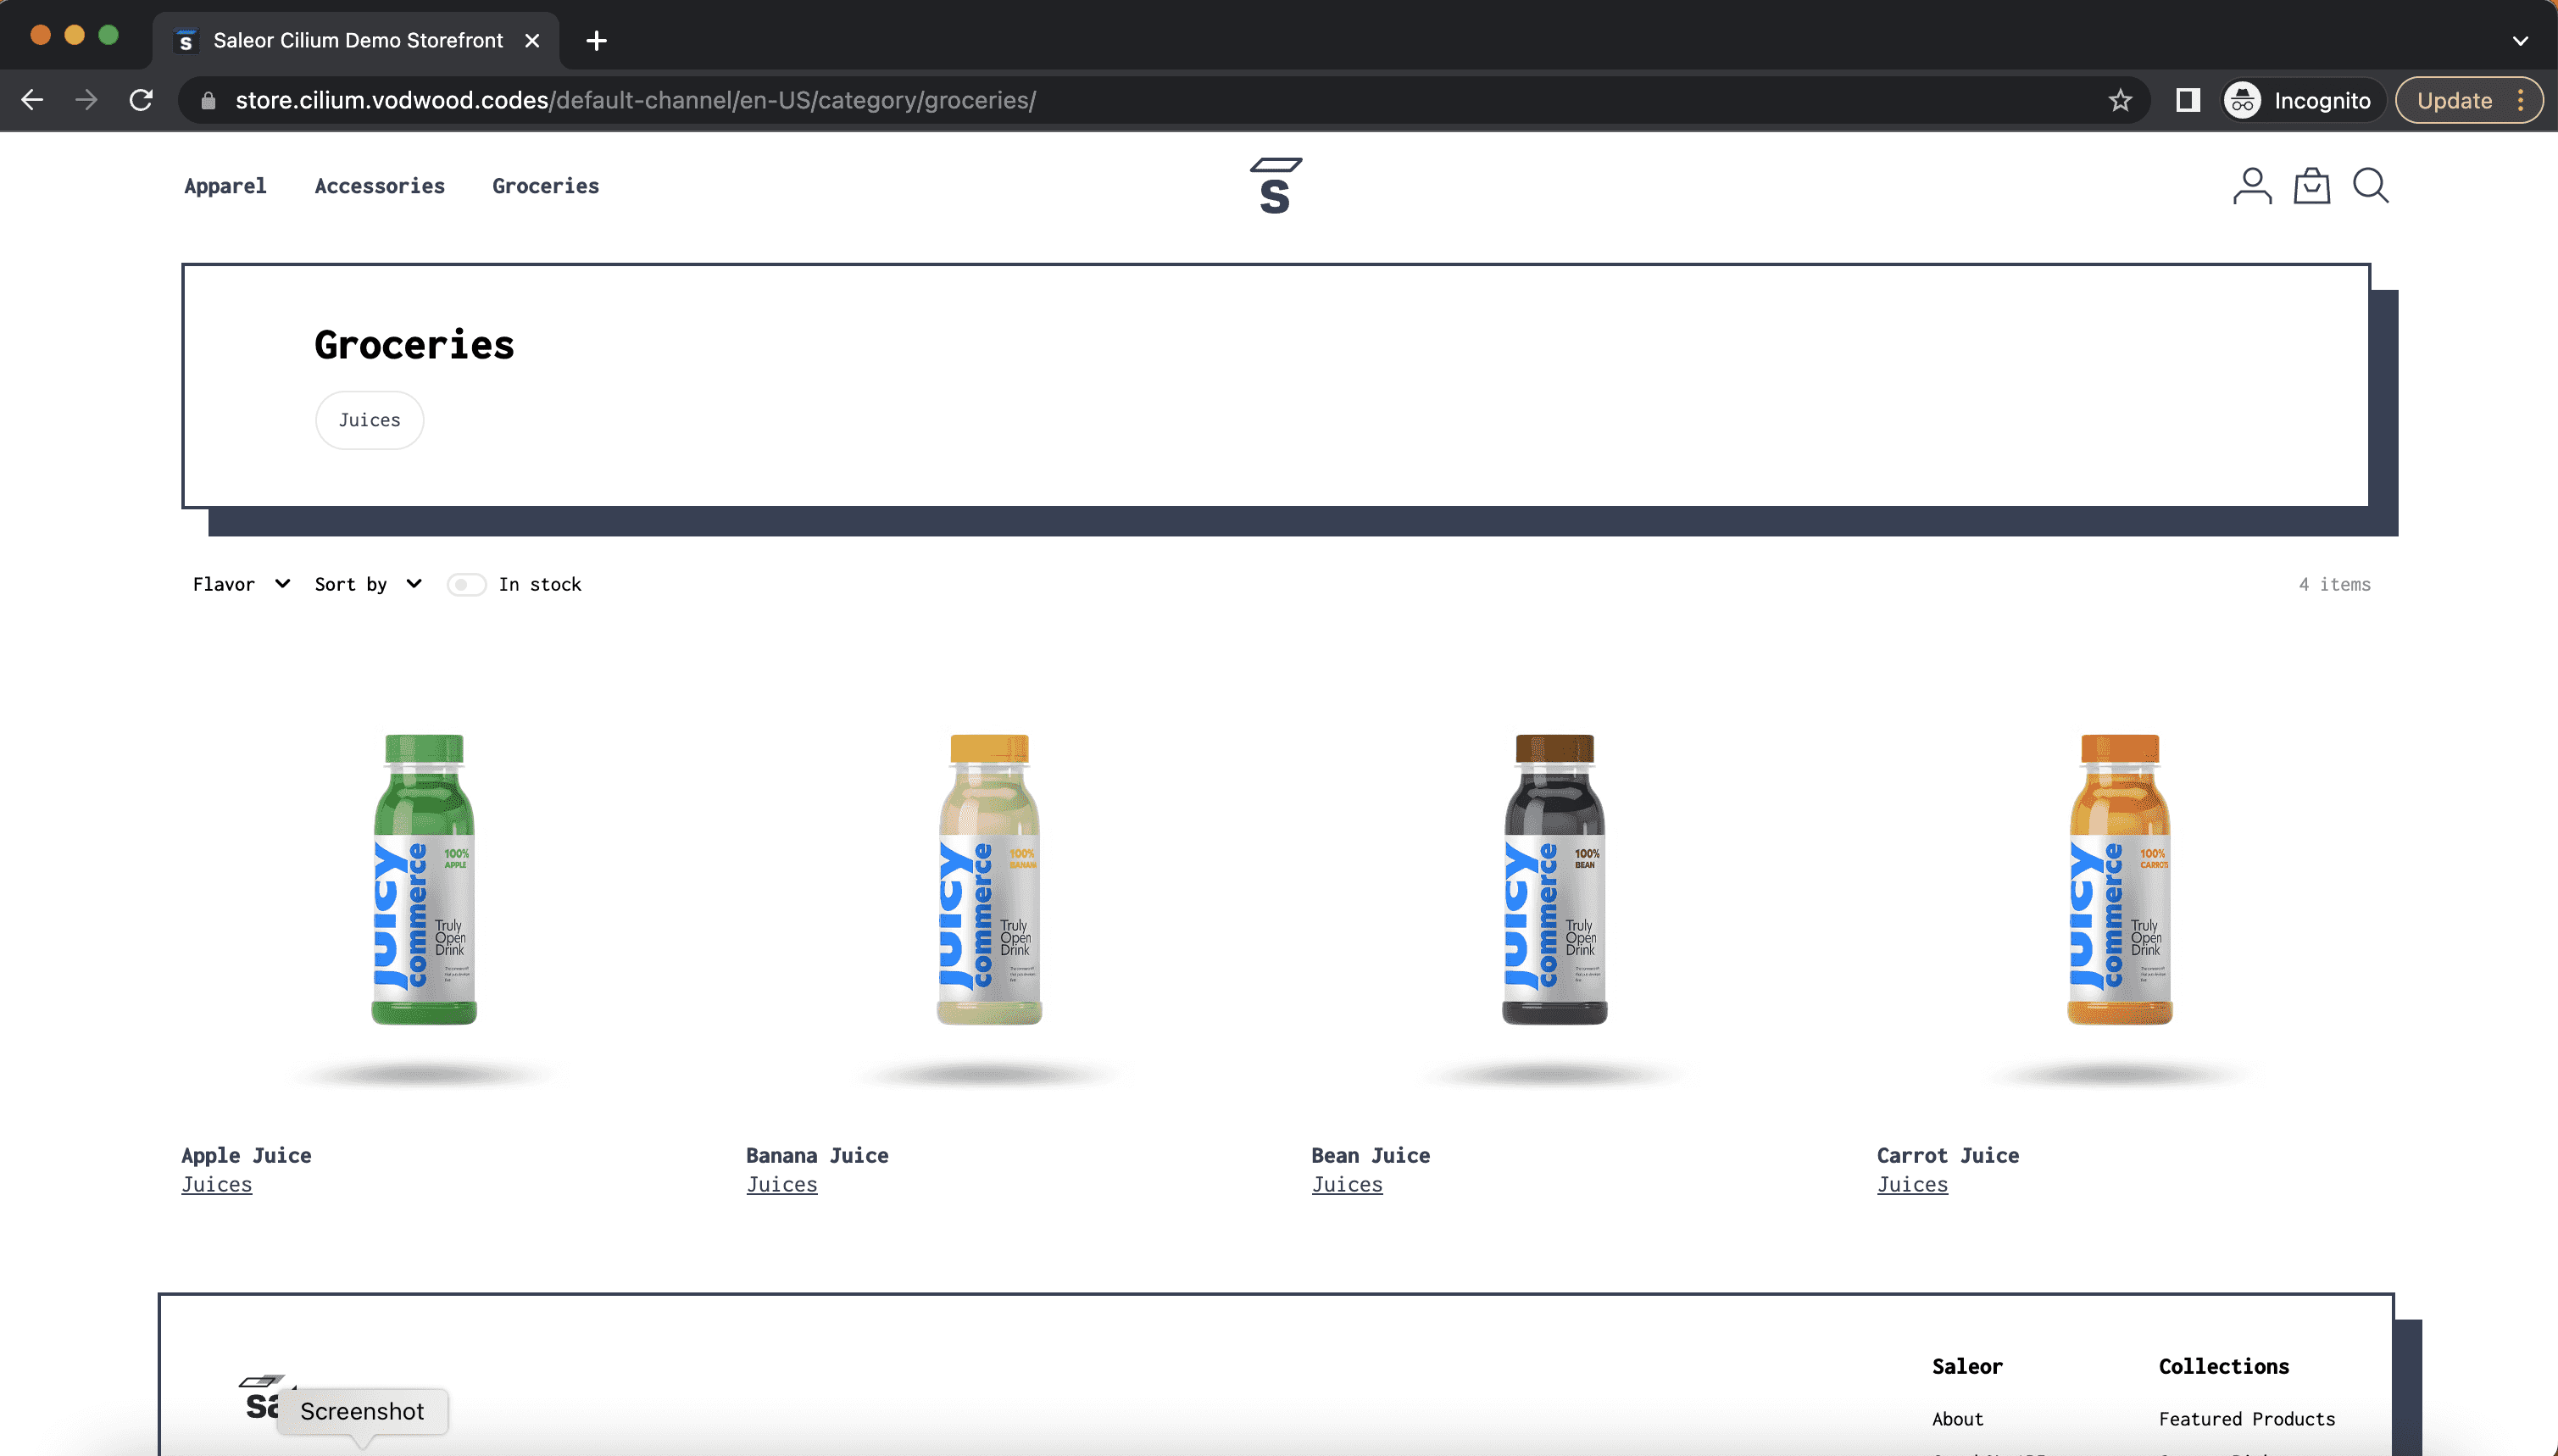 Saleor Cilium Demo Storefront
store.cilium.vodwood.codes/default-channel/en-US/category/groceries/
Incognito
Update
Apparel
Accessories
Groceries
S
Groceries
Juices
Flavor
Sort by
In stock
4 items
Juicy
commerce
100%
APPLE
Truly
Open
Drink
Juicy
commerce
100%
BANAN
Truly
Open
Drink
Juicy
commerce
100%
BEAN
Truly
Open
Drink
Juicy
commerce
100%
CARROT
Truly
Open
Drink
Apple Juice
Juices
Banana Juice
Juices
Bean Juice
Juices
Carrot Juice
Juices
Saleor
Collections
sa
Screenshot
About
Featured Products